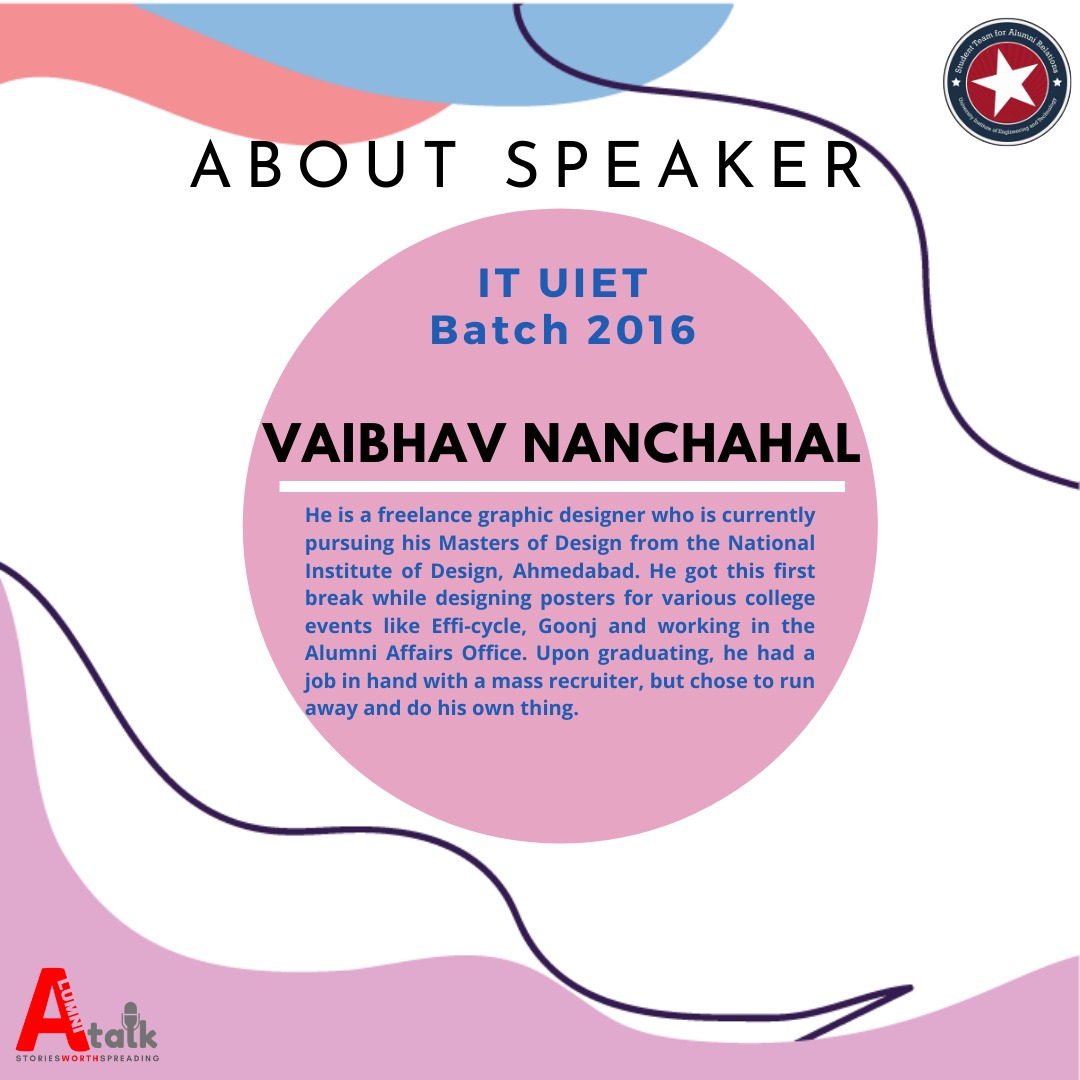 Student Team for Alumni Relations
University Institute of Engineering and Technology
ABOUT SPEAKER
IT UIET
Batch 2016
VAIBHAV NANCHAHAL
He is a freelance graphic designer who is currently
pursuing his Masters of Design from the National
Institute of Design, Ahmedabad. He got this first
break while designing posters for various college
events like Effi-cycle, Goonj and working in the
Alumni Affairs Office. Upon graduating, he had a
job in hand with a mass recruiter, but chose to run
away and do his own thing.
ALUMNI
talk
STORIESWORTHSPREADING